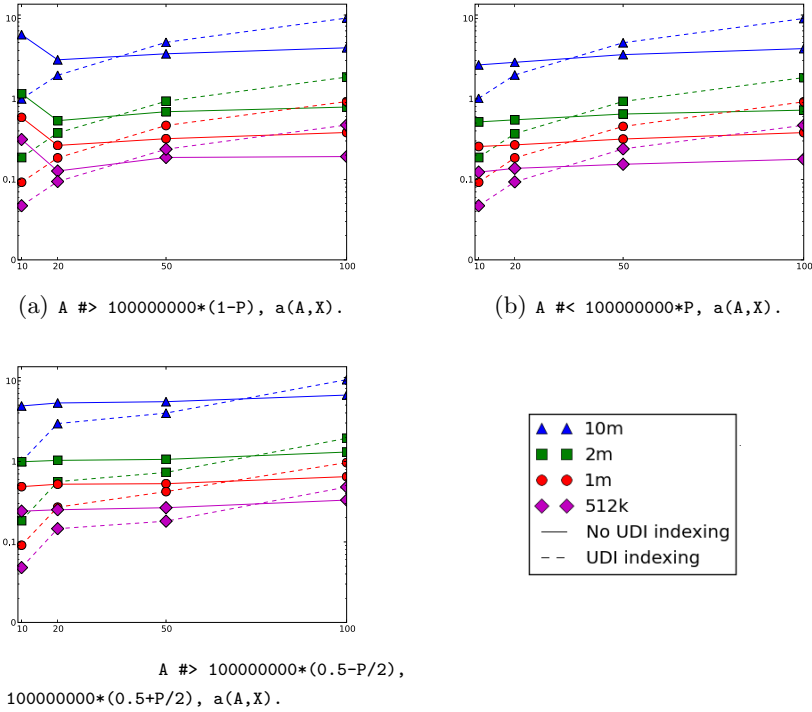 10
1
0.1
0
10 20 50 100
(a) A #> 100000000*(1-P), a(A,X).
10
1
0.1
0
10 20 50 100
(b) A #< 100000000*P, a(A,X).
10
1
0.1
0
10 20 50 100
A #> 100000000*(0.5-P/2),
100000000*(0.5+P/2), a(A,X).
10m
2m
1m
512k
No UDI indexing
UDI indexing